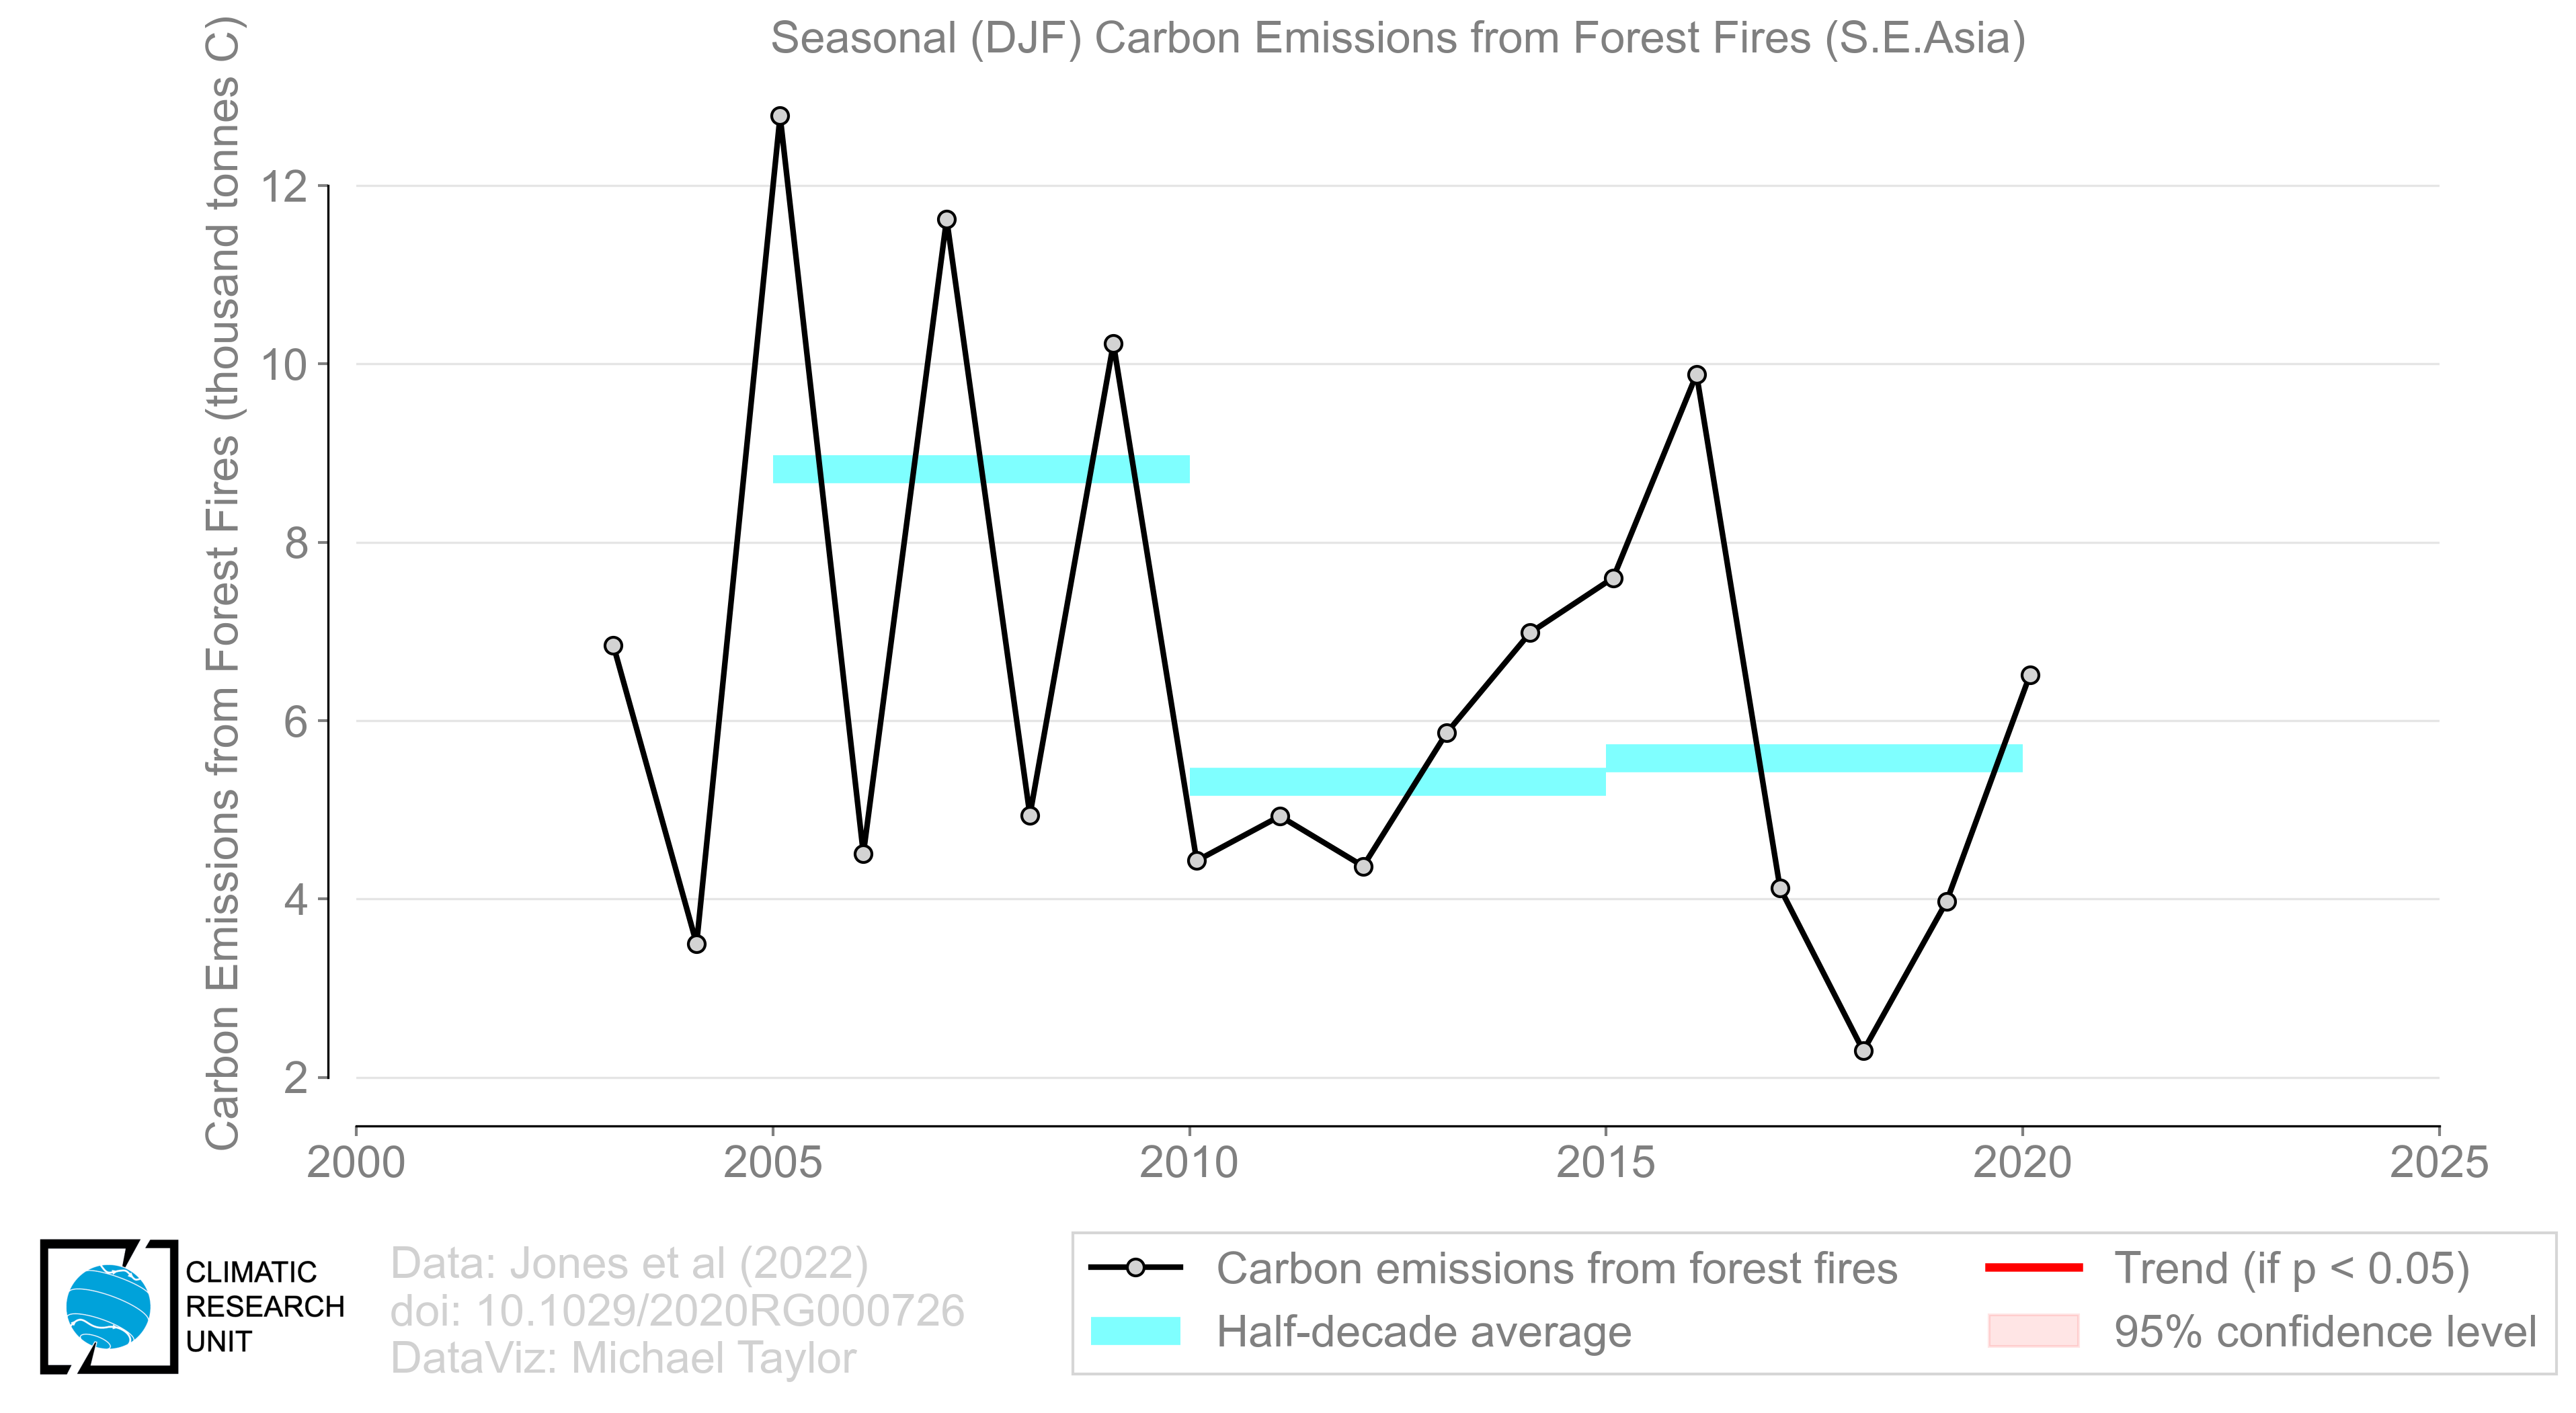 Seasonal (DJF) Carbon Emissions from Forest Fires (S.E.Asia)
Carbon Emissions from Forest Fires (thousand tonnes C)
12
10
8
6
4
2
2000 2005 2010 2015 2020 2025
CLIMATIC
RESEARCH
UNIT
Data: Jones et al (2022)
doi: 10.1029/2020RG000726
DataViz: Michael Taylor
Carbon emissions from forest fires
Half-decade average
Trend (if p < 0.05)
95% confidence level